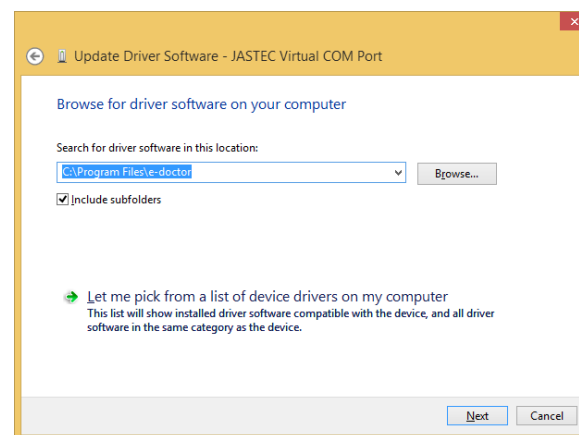 Update Driver Software - JASTEC Virtual COM Port
Browse for driver software on your computer
Search for driver software in this location:
C:\Program Files\e-doctor
Browse...
Include subfolders
Let me pick from a list of device drivers on my computer
This list will show installed driver software compatible with the device, and all driver
software in the same category as the device.
Next Cancel